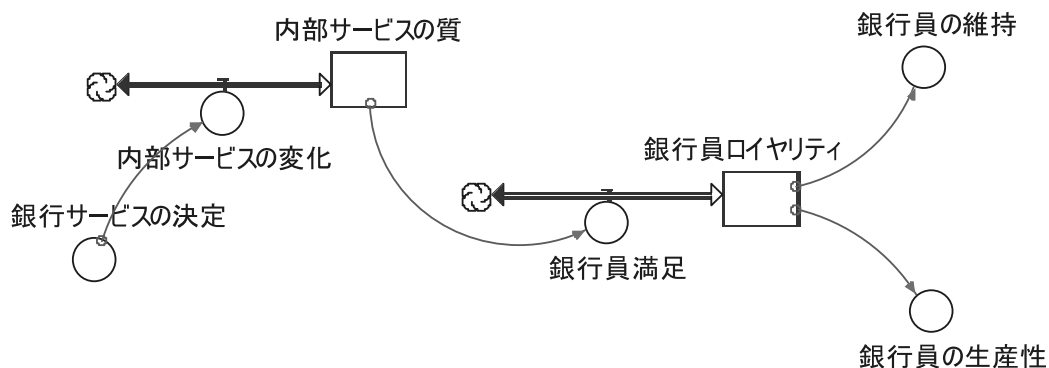 内部サービスの質
銀行員の維持
内部サービスの変化
銀行員ロイヤリティ
銀行サービスの決定
銀行員満足
銀行員の生産性